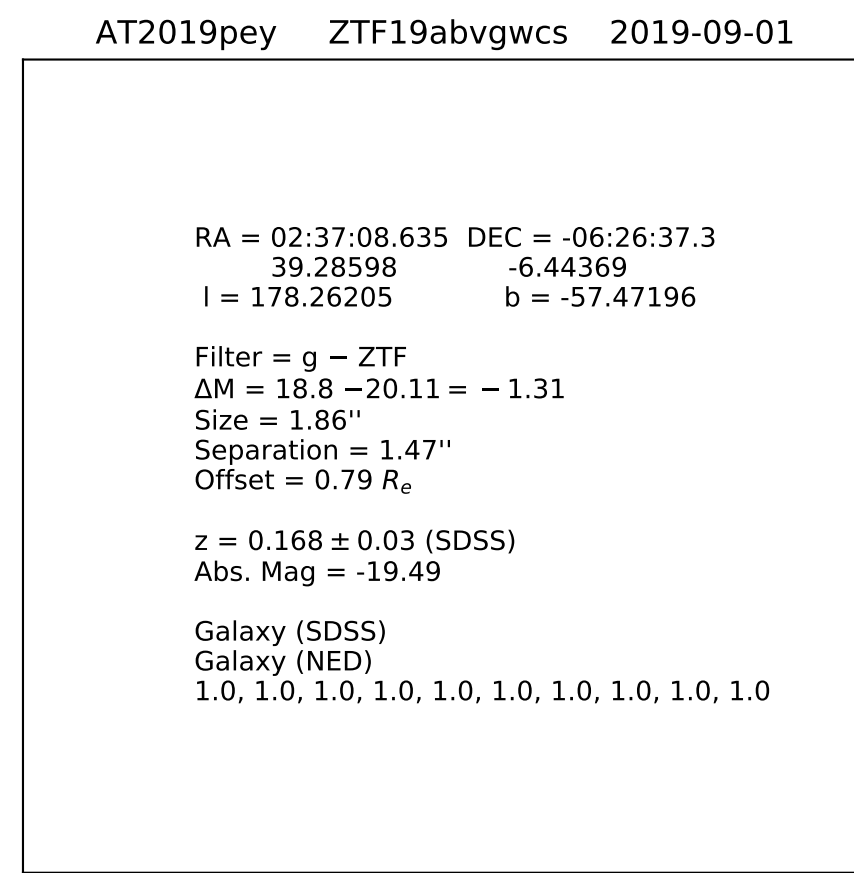 AT2019pey ZTF19abvgwcs 2019-09-01
RA = 02:37:08.635 DEC = -06:26:37.3
39.28598 -6.44369
l = 178.26205 b = -57.47196
Filter = g − ZTF
ΔM = 18.8 −20.11 = − 1.31
Size = 1.86''
Separation = 1.47''
Offset = 0.79 Re
z = 0.168 ± 0.03 (SDSS)
Abs. Mag = -19.49
Galaxy (SDSS)
Galaxy (NED)
1.0, 1.0, 1.0, 1.0, 1.0, 1.0, 1.0, 1.0, 1.0, 1.0